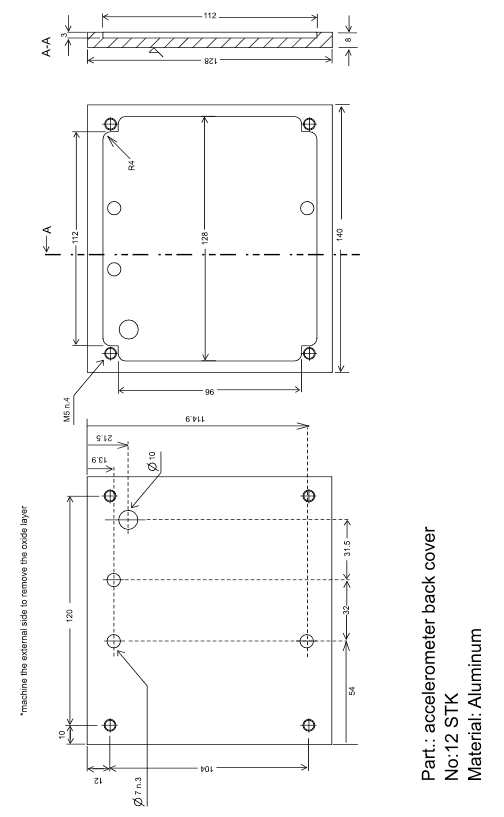 112
3
A-A
8
128
A
R4
112
128
140
96
M5 n.4
114.9
21.5
13.9
Ø 10
*machine the external side to remove the oxide layer
120
31.5
32
54
10
12
104
Ø 7 n.3
Part.: accelerometer back cover
No:12 STK
Material: Aluminum